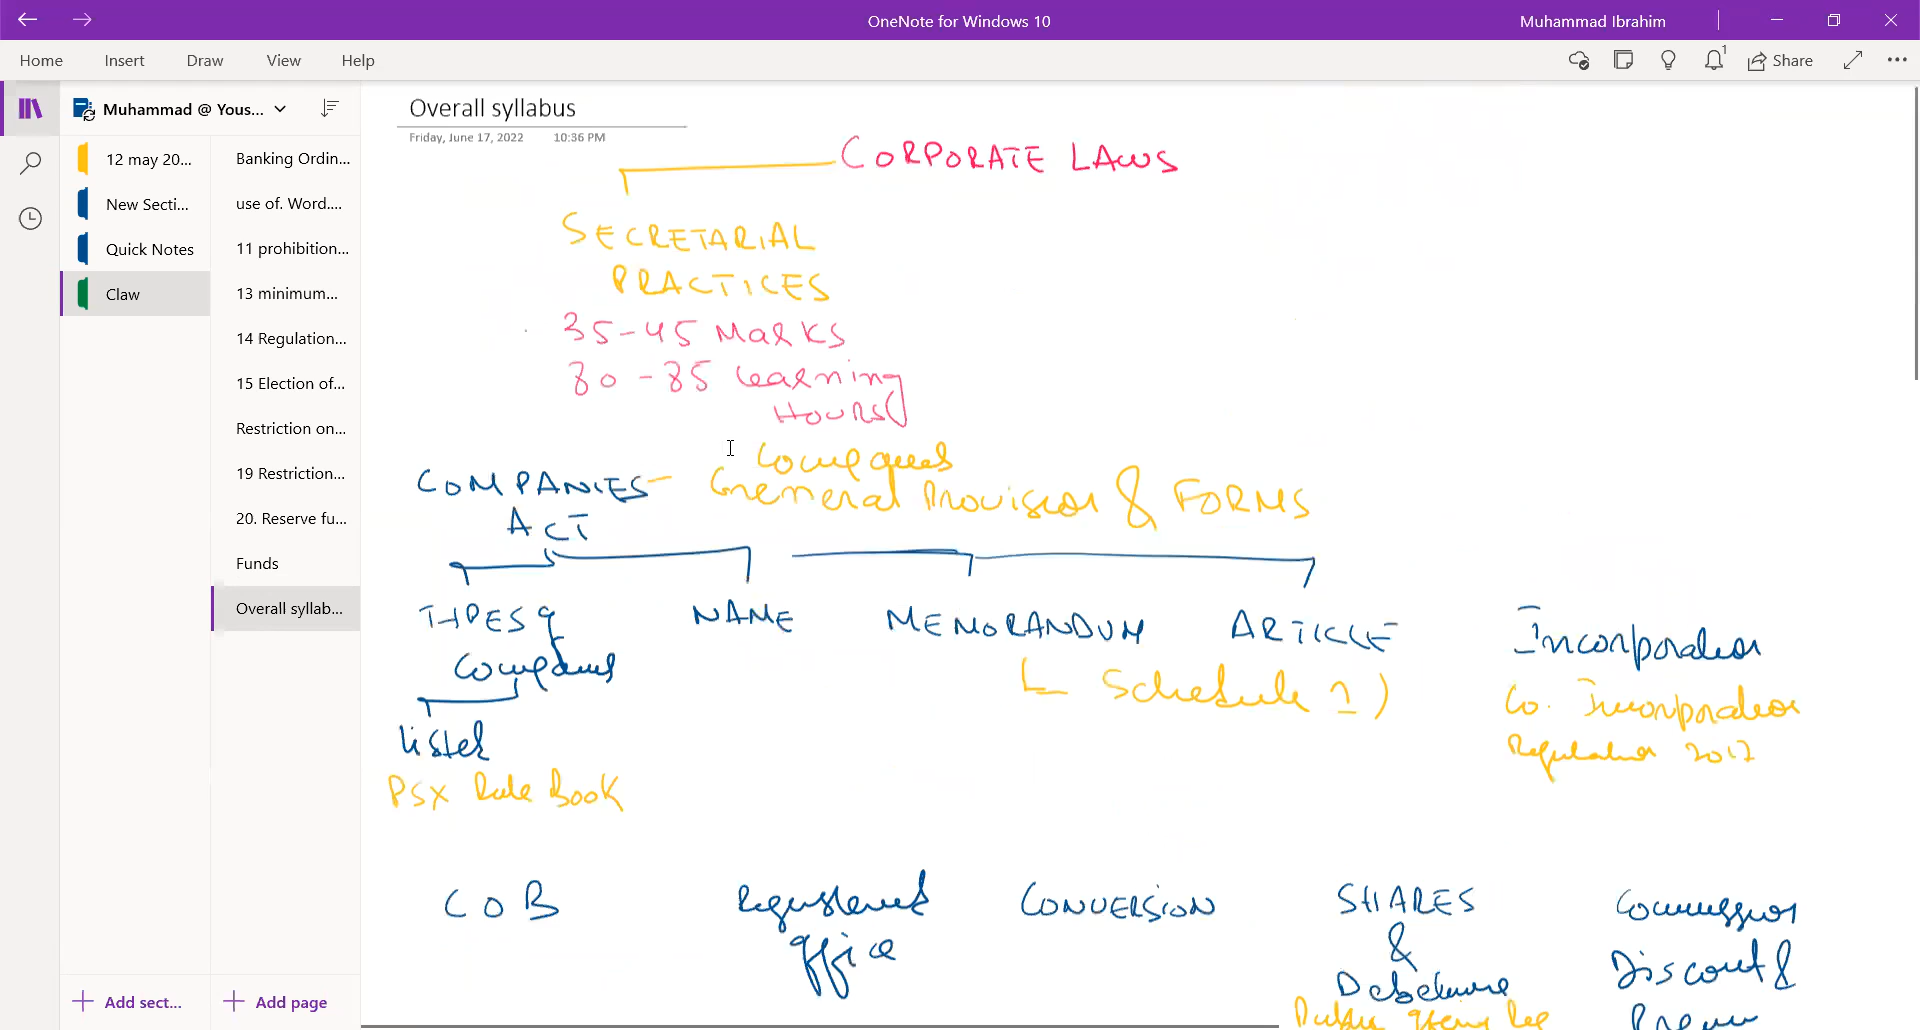 OneNote for Windows 10
Muhammad Ibrahim
Home Insert Draw View Help
1
Share
Muhammad @ Yous...
12 may 20...
New Secti...
Quick Notes
Claw
Banking Ordin...
use of. Word....
11 prohibition...
13 minimum...
14 Regulation...
15 Election of...
Restriction on...
19 Restriction...
20. Reserve fu...
Funds
Overall syllab...
Add sect...
Add page
Overall syllabus
Friday, June 17, 2022 10:36 PM
CORPORATE LAWS
SECRETARIAL
PRACTICES
35-45 Marks
80-85 Learning
Hours
COMPANIES
ACT
General Provision & FORMS
TYPES of
NAME
MEMORANDUM
ARTICLE
Incorporation
Schedule 1)
Co. Incorporation
Regulation 2017
Listed
PSX Rule Book
COB
Registered
office
CONVERSION
SHARES
&
Debenture
Commission
Discount &